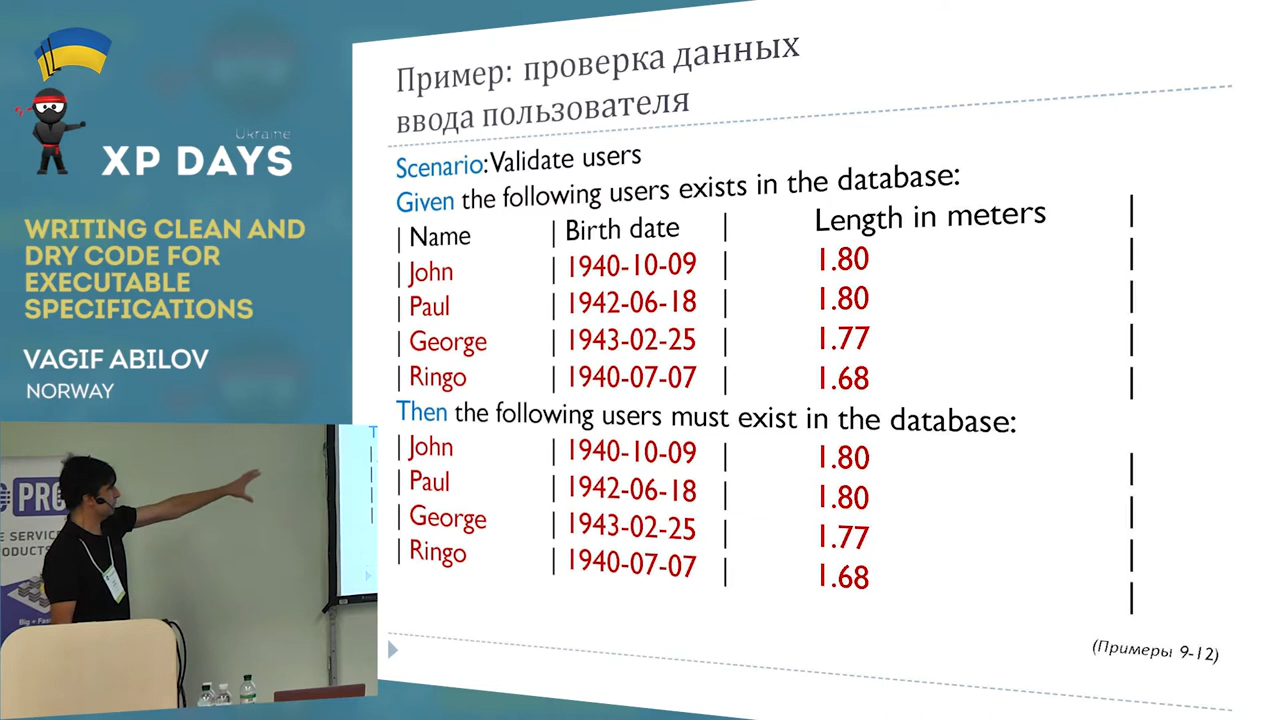 Ukraine
XP DAYS
WRITING CLEAN AND
DRY CODE FOR
EXECUTABLE
SPECIFICATIONS
VAGIF ABILOV
NORWAY
PRO
E SERVIC
ODUCTS
Big + Fast
Пример: проверка данных
ввода пользователя
Scenario: Validate users
Given the following users exists in the database:
| Name | Birth date | Length in meters |
| John | 1940-10-09 | 1.80 |
| Paul | 1942-06-18 | 1.80 |
| George | 1943-02-25 | 1.77 |
| Ringo | 1940-07-07 | 1.68 |
Then the following users must exist in the database:
| John | 1940-10-09 | 1.80 |
| Paul | 1942-06-18 | 1.80 |
| George | 1943-02-25 | 1.77 |
| Ringo | 1940-07-07 | 1.68 |
(Примеры 9-12)